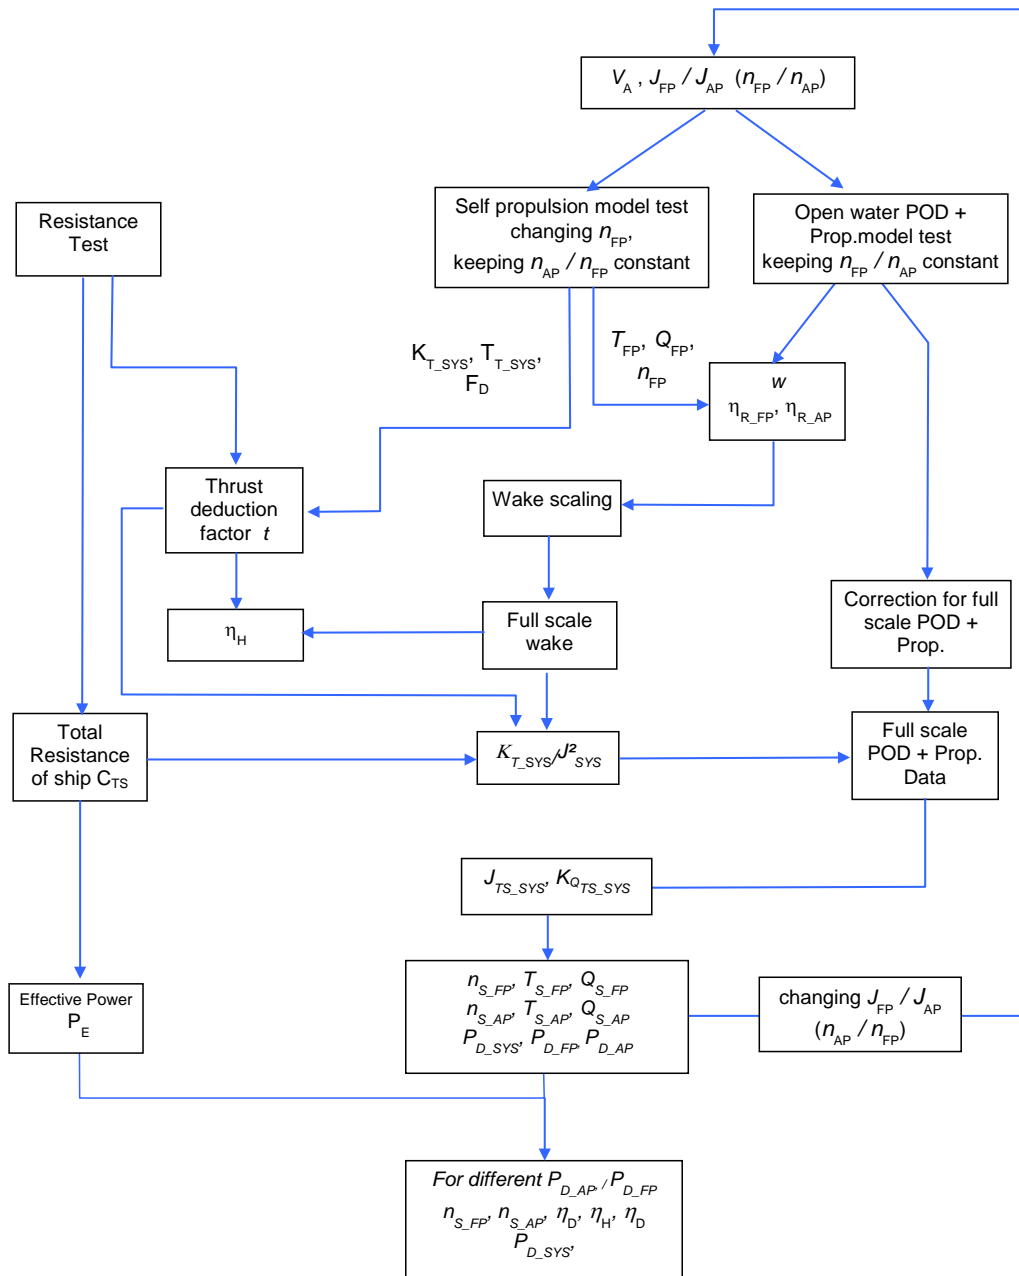 V_A , J_FP / J_AP (n_FP / n_AP)
Self propulsion model test
changing n_FP,
keeping n_AP / n_FP constant
Open water POD +
Prop.model test
keeping n_FP / n_AP constant
Resistance
Test
K_T_SYS, T_T_SYS,
F_D
T_FP, Q_FP,
n_FP
w
η_R_FP, η_R_AP
Thrust
deduction
factor t
Wake scaling
η_H
Full scale
wake
Correction for full
scale POD +
Prop.
Total
Resistance
of ship C_TS
K_T_SYS/J²_SYS
Full scale
POD + Prop.
Data
J_TS_SYS, K_Q_TS_SYS
Effective Power
P_E
n_S_FP, T_S_FP, Q_S_FP
n_S_AP, T_S_AP, Q_S_AP
P_D_SYS, P_D_FP, P_D_AP
changing J_FP / J_AP
(n_AP / n_FP)
For different P_D_AP, / P_D_FP
n_S_FP, n_S_AP, η_D, η_H, η_D
P_D_SYS,